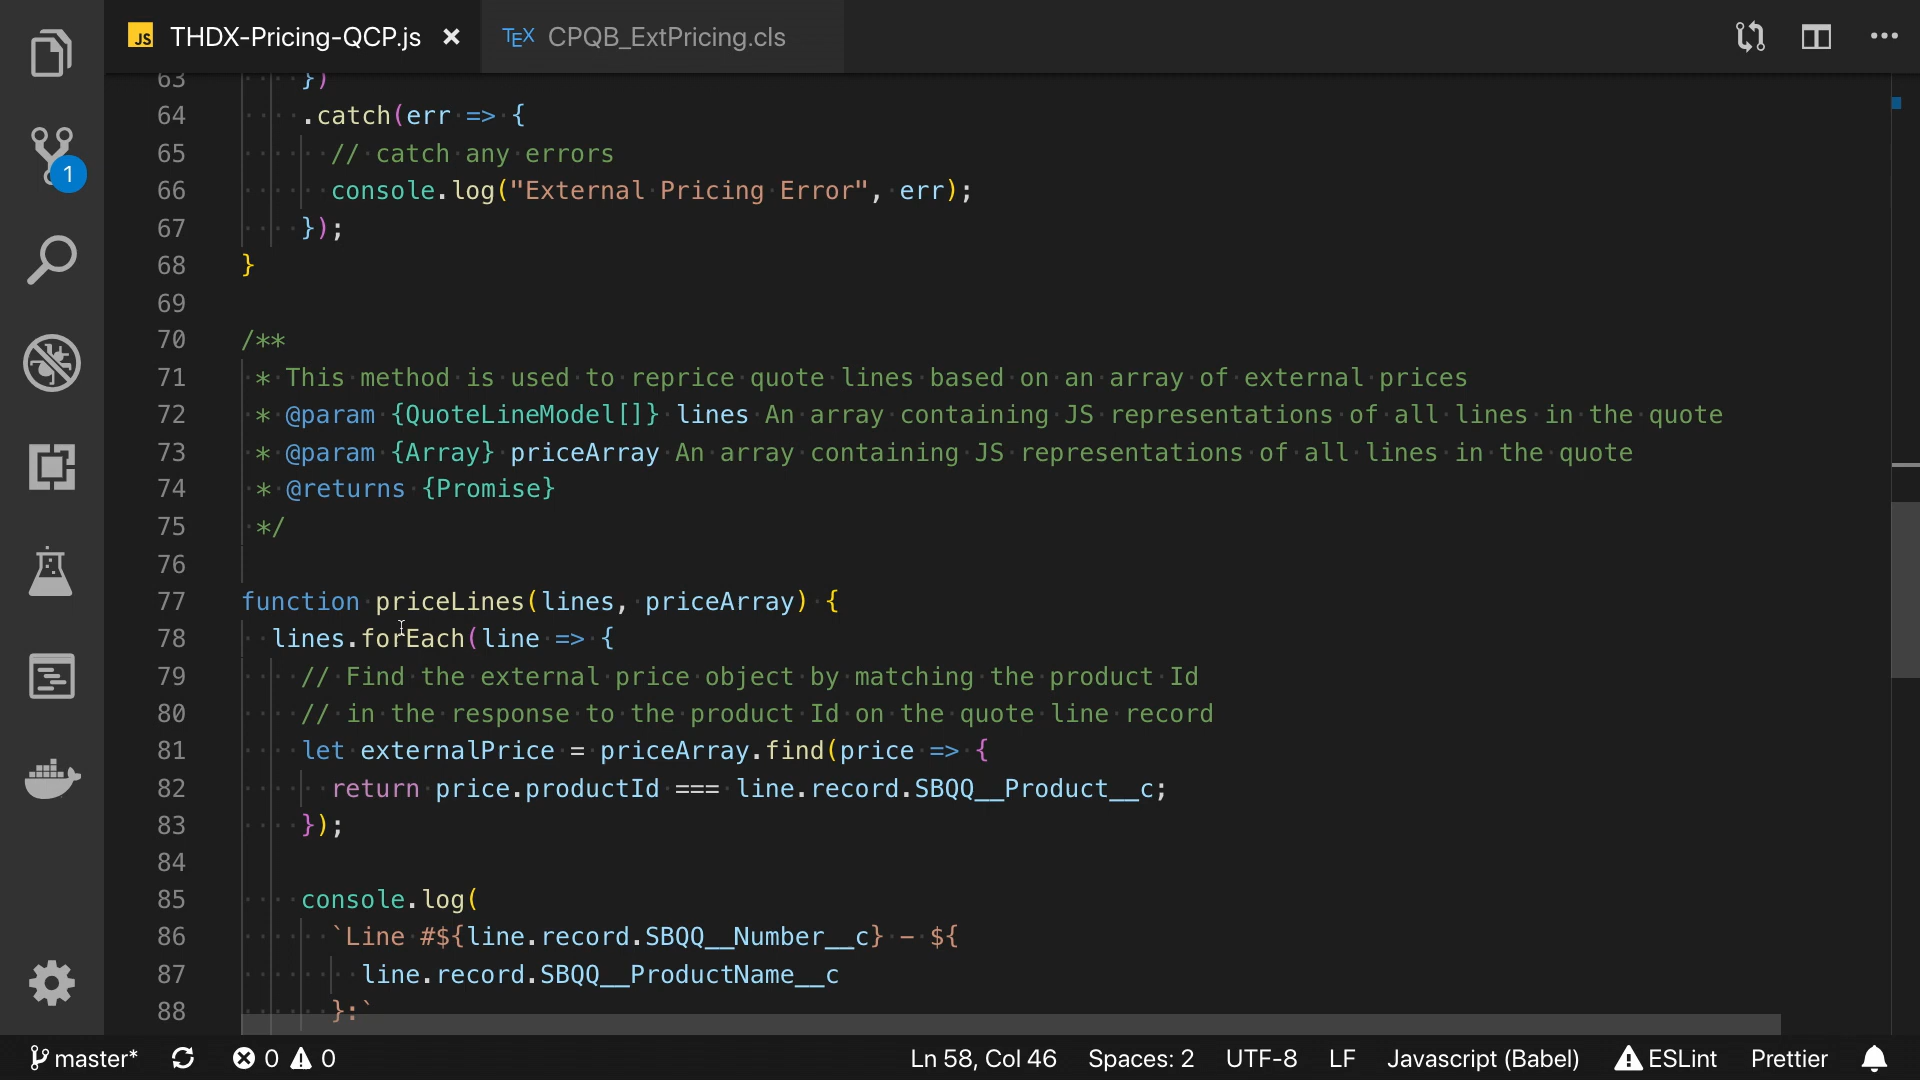 JS THDX-Pricing-QCP.js × TEX CPQB_ExtPricing.cls
63 })
64 .catch(err => {
65 // catch any errors
66 console.log("External Pricing Error", err);
67 });
68 }
69
70 /**
71 * This method is used to reprice quote lines based on an array of external prices
72 * @param {QuoteLineModel[]} lines An array containing JS representations of all lines in the quote
73 * @param {Array} priceArray An array containing JS representations of all lines in the quote
74 * @returns {Promise}
75 */
76
77 function priceLines(lines, priceArray) {
78 lines.forEach(line => {
79 // Find the external price object by matching the product Id
80 // in the response to the product Id on the quote line record
81 let externalPrice = priceArray.find(price => {
82 return price.productId === line.record.SBQQ__Product__c;
83 });
84
85 console.log(
86 `Line #${line.record.SBQQ__Number__c} - ${
87 line.record.SBQQ__ProductName__c
88 }:`
1
master* 0 0 Ln 58, Col 46 Spaces: 2 UTF-8 LF Javascript (Babel) ESLint Prettier